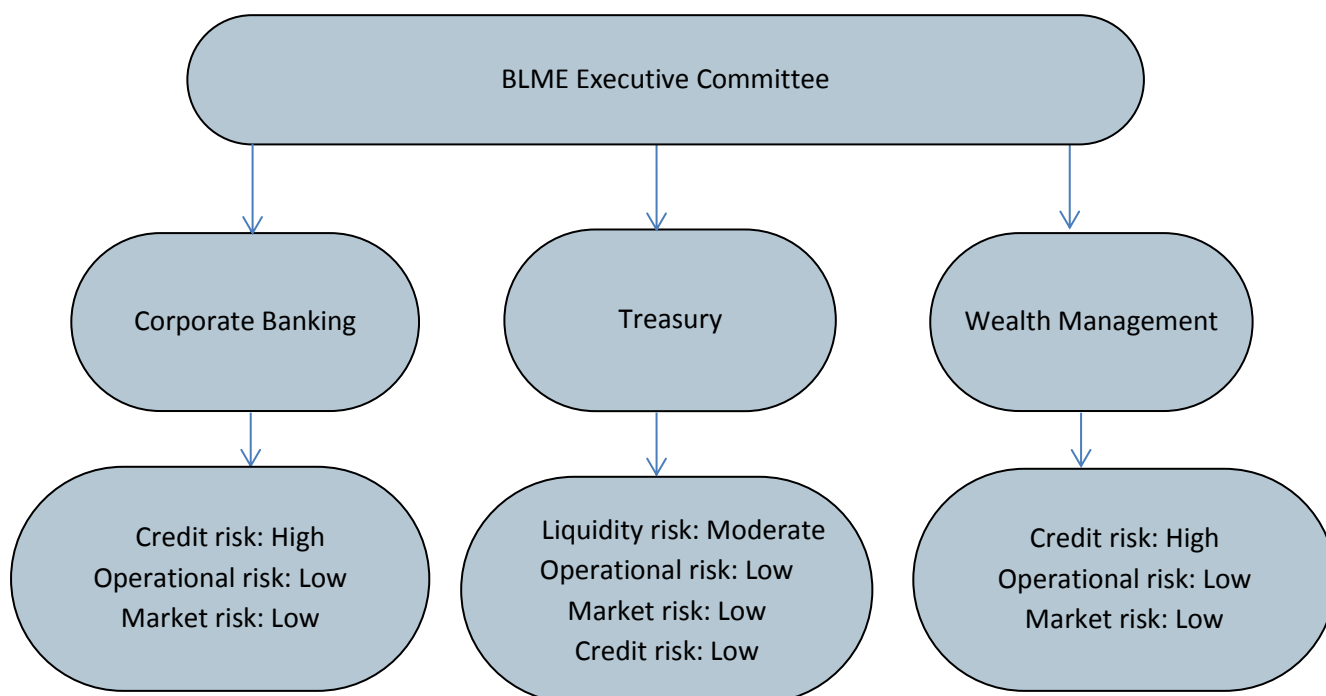 BLME Executive Committee
Corporate Banking
Treasury
Wealth Management
Credit risk: High
Operational risk: Low
Market risk: Low
Liquidity risk: Moderate
Operational risk: Low
Market risk: Low
Credit risk: Low
Credit risk: High
Operational risk: Low
Market risk: Low